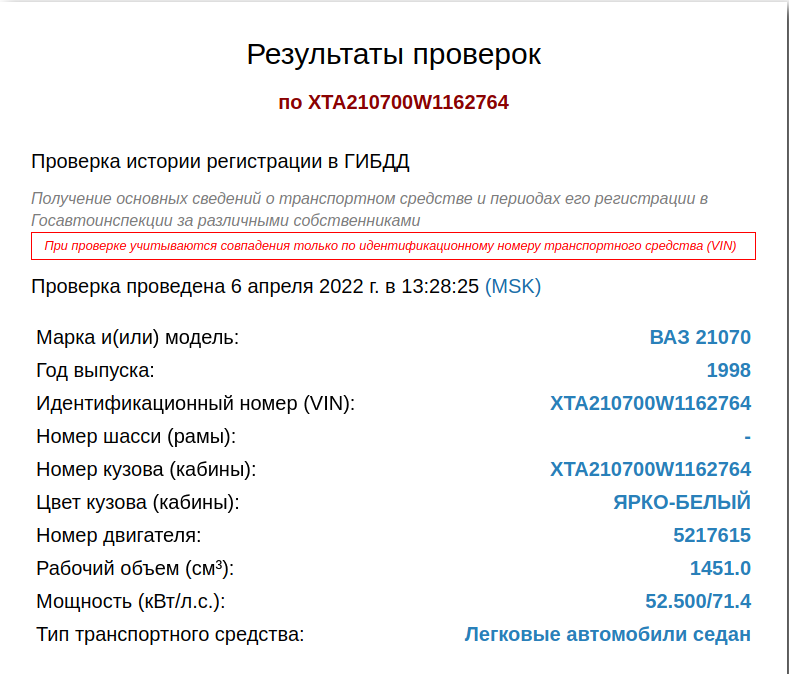 Результаты проверок
по XTA210700W1162764
Проверка истории регистрации в ГИБДД
Получение основных сведений о транспортном средстве и периодах его регистрации в
Госавтоинспекции за различными собственниками
При проверке учитываются совпадения только по идентификационному номеру транспортного средства (VIN)
Проверка проведена 6 апреля 2022 г. в 13:28:25 (MSK)
Марка и(или) модель: ВАЗ 21070
Год выпуска: 1998
Идентификационный номер (VIN): XTA210700W1162764
Номер шасси (рамы): -
Номер кузова (кабины): XTA210700W1162764
Цвет кузова (кабины): ЯРКО-БЕЛЫЙ
Номер двигателя: 5217615
Рабочий объем (см³): 1451.0
Мощность (кВт/л.с.): 52.500/71.4
Тип транспортного средства: Легковые автомобили седан